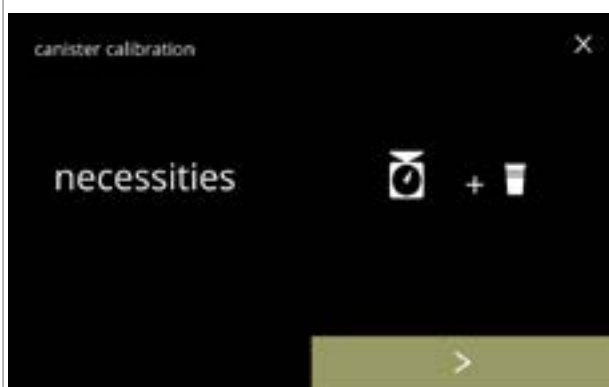 canister calibration
necessities
+
>